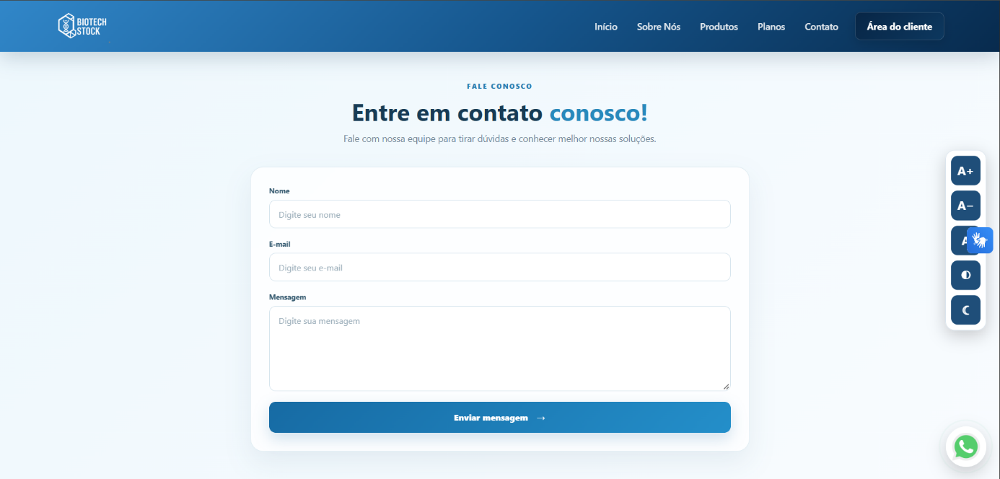 BIOTECH
STOCK
Início Sobre Nós Produtos Planos Contato Área do cliente
FALE CONOSCO
Entre em contato conosco!
Fale com nossa equipe para tirar dúvidas e conhecer melhor nossas soluções.
Nome
Digite seu nome
E-mail
Digite seu e-mail
Mensagem
Digite sua mensagem
Enviar mensagem →
A+
A−
A